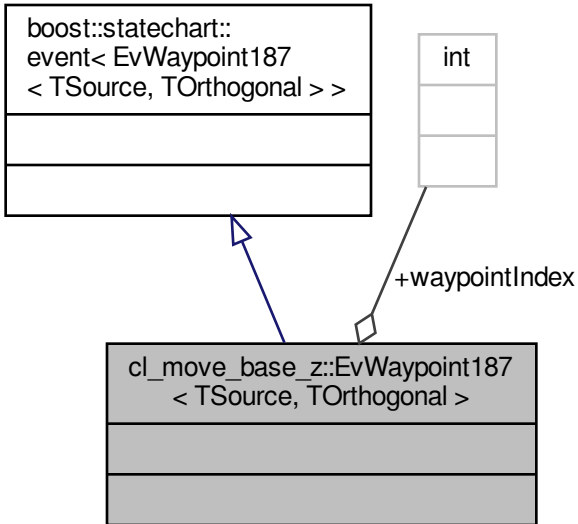 boost::statechart::
event< EvWaypoint187
< TSource, TOrthogonal > >
int
+waypointIndex
cl_move_base_z::EvWaypoint187
< TSource, TOrthogonal >